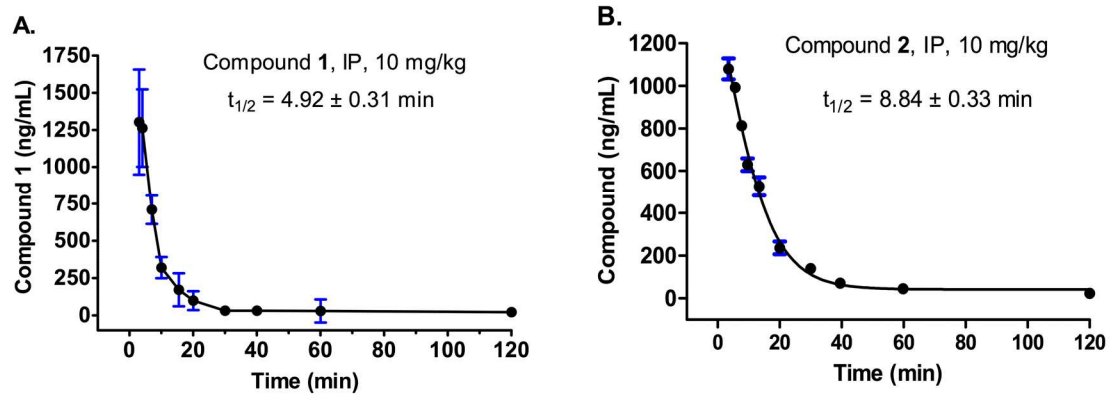 A.
Compound 1, IP, 10 mg/kg
t1/2 = 4.92 ± 0.31 min
Compound 1 (ng/mL)
1750
1500
1250
1000
750
500
250
0
0 20 40 60 80 100 120
Time (min)
B.
Compound 2, IP, 10 mg/kg
t1/2 = 8.84 ± 0.33 min
Compound (ng/mL)
1200
1000
800
600
400
200
0
0 20 40 60 80 100 120
Time (min)